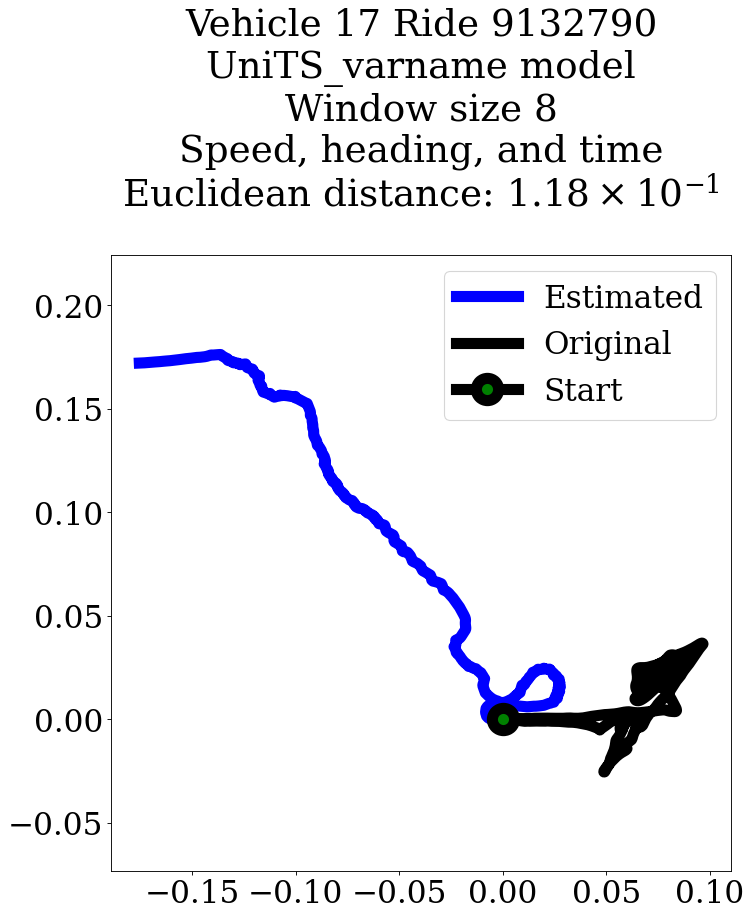 Vehicle 17 Ride 9132790
UniTS_varname model
Window size 8
Speed, heading, and time
Euclidean distance: 1.18 × 10⁻¹
Estimated
Original
Start
0.20
0.15
0.10
0.05
0.00
−0.05
−0.15 −0.10 −0.05 0.00 0.05 0.10